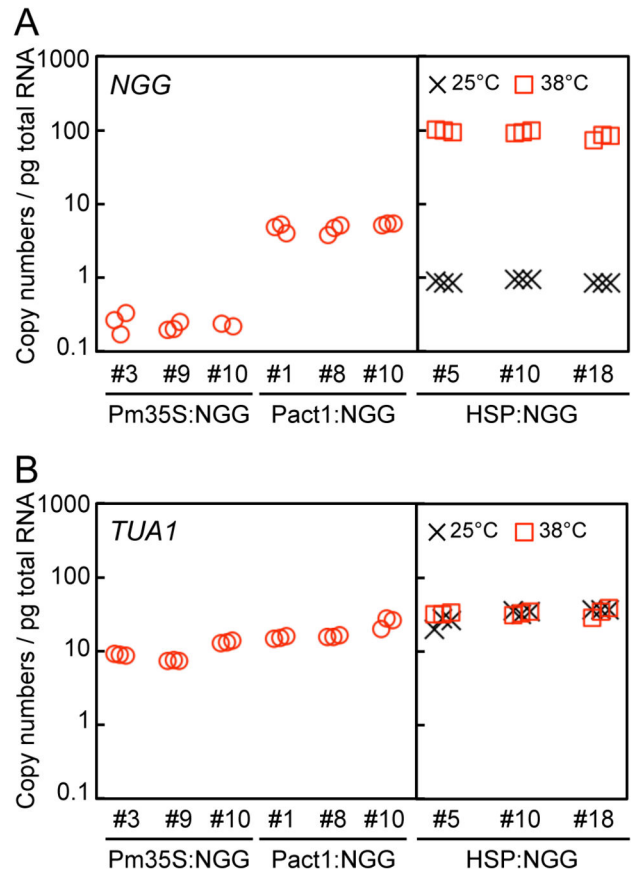 A
Copy numbers / pg total RNA
1000
100
10
1
0.1
NGG
25°C 38°C
#3 #9 #10 #1 #8 #10 #5 #10 #18
Pm35S:NGG Pact1:NGG HSP:NGG
B
Copy numbers / pg total RNA
1000
100
10
1
0.1
TUA1
25°C 38°C
#3 #9 #10 #1 #8 #10 #5 #10 #18
Pm35S:NGG Pact1:NGG HSP:NGG